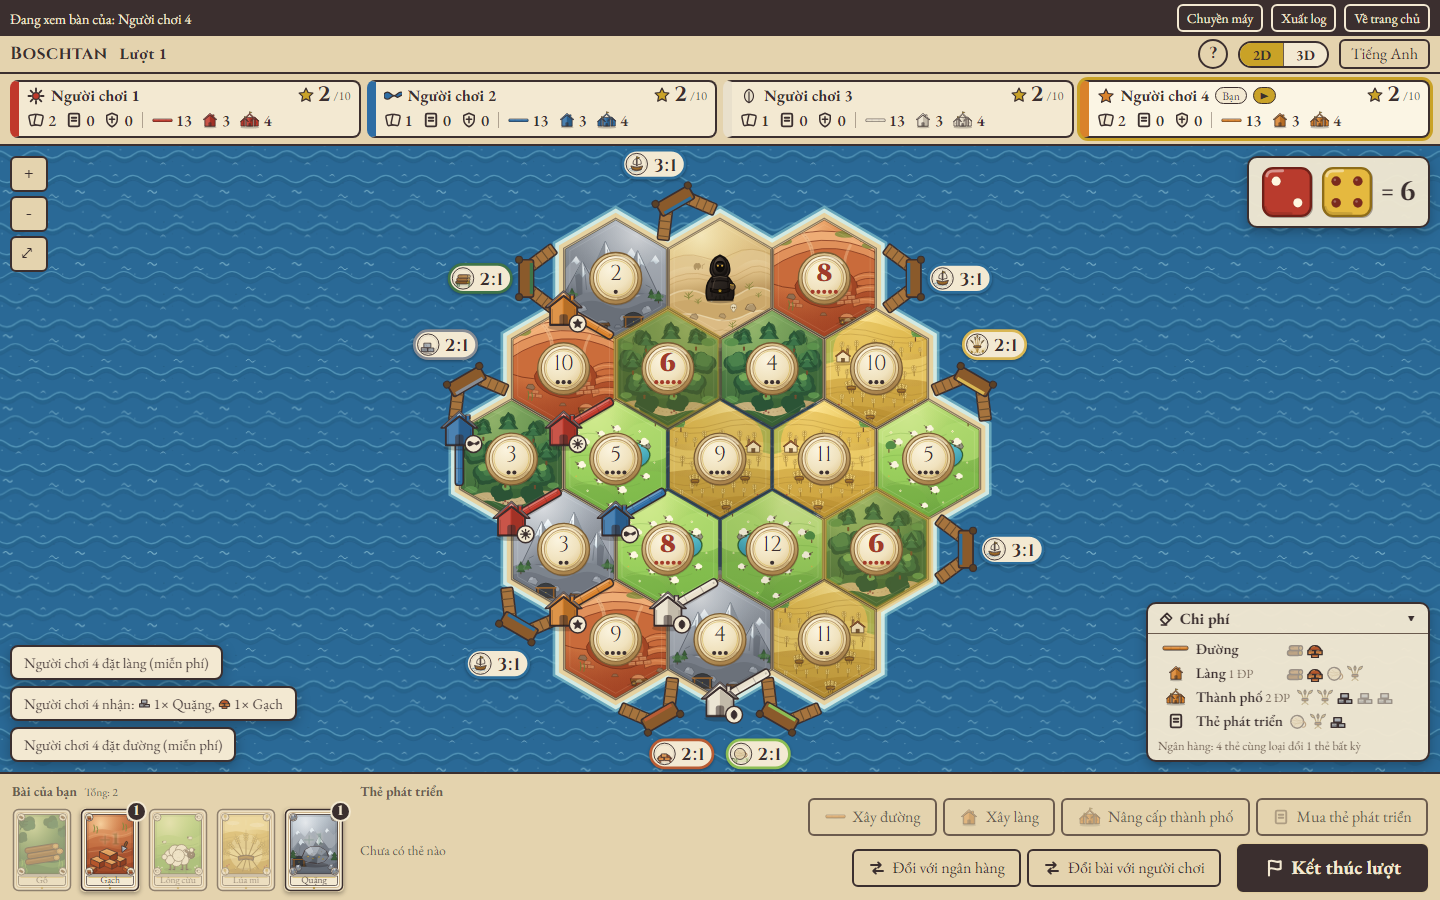 Đang xem bàn của: Người chơi 4
Chuyền máy
Xuất log
Về trang chủ
BOSCHTAN Lượt 1
?
2D
3D
Tiếng Anh
Người chơi 1 2 /10
2 0 0 13 3 4
Người chơi 2 2 /10
1 0 0 13 3 4
Người chơi 3 2 /10
1 0 0 13 3 4
Người chơi 4 Bạn 2 /10
2 0 0 13 3 4
+
-
= 6
3:1
2:1
2
8
3:1
2:1
10
6
4
10
2:1
3
5
9
11
5
3
8
12
6
3:1
3:1
9
4
11
2:1
2:1
Người chơi 4 đặt làng (miễn phí)
Người chơi 4 nhận: 1× Quặng, 1× Gạch
Người chơi 4 đặt đường (miễn phí)
Chi phí
Đường
Làng 1 ĐP
Thành phố 2 ĐP
Thẻ phát triển
Ngân hàng: 4 thẻ cùng loại đổi 1 thẻ bất kỳ
Bài của bạn Tổng: 2
Gỗ
1
Gạch
Lông cừu
Lúa mì
1
Quặng
Thẻ phát triển
Chưa có thẻ nào
Xây đường
Xây làng
Nâng cấp thành phố
Mua thẻ phát triển
Đổi với ngân hàng
Đổi bài với người chơi
Kết thúc lượt